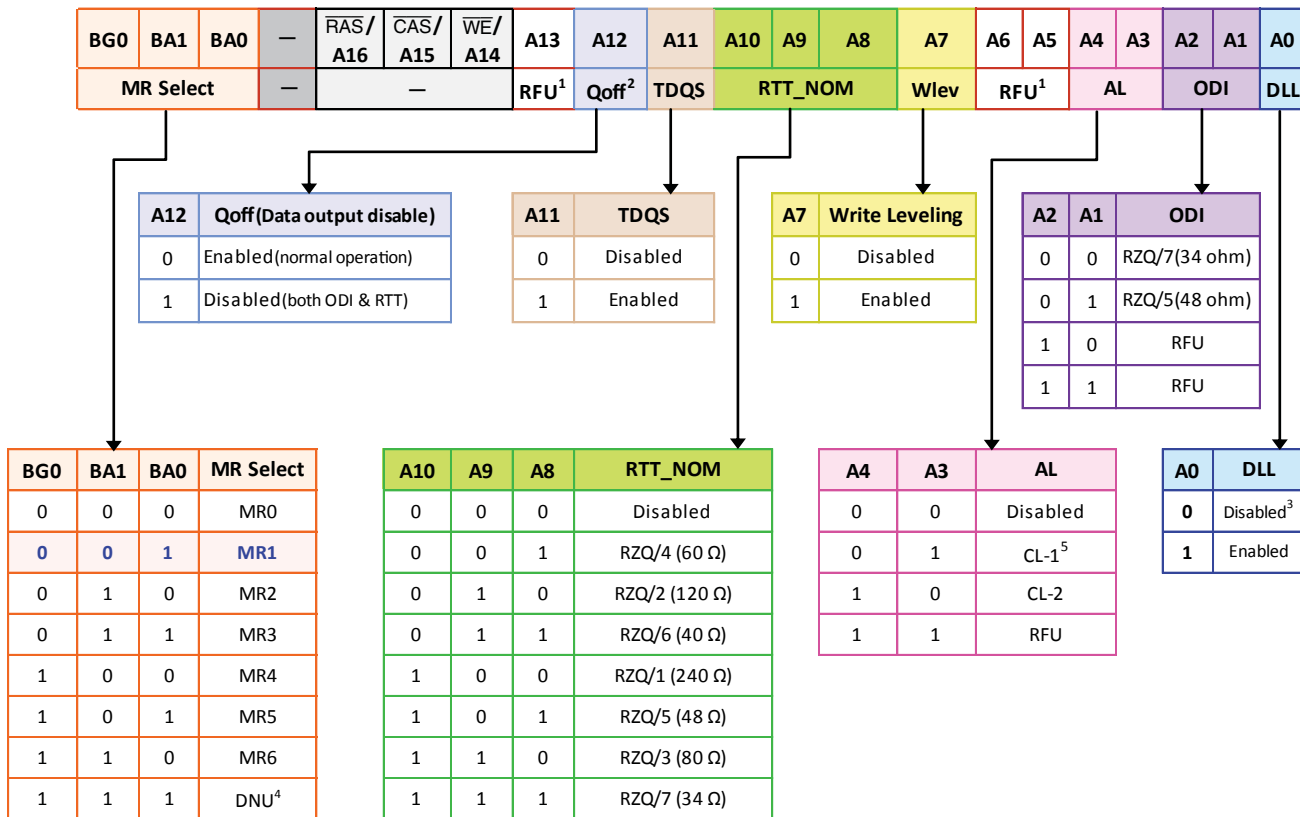 BG0 BA1 BA0 — RAS/ A16 CAS/ A15 WE/ A14 A13 A12 A11 A10 A9 A8 A7 A6 A5 A4 A3 A2 A1 A0
MR Select — — RFU1 Qoff2 TDQS RTT_NOM Wlev RFU1 AL ODI DLL
A12 Qoff(Data output disable)
0 Enabled(normal operation)
1 Disabled(both ODI & RTT)
A11 TDQS
0 Disabled
1 Enabled
A7 Write Leveling
0 Disabled
1 Enabled
A2 A1 ODI
0 0 RZQ/7(34 ohm)
0 1 RZQ/5(48 ohm)
1 0 RFU
1 1 RFU
BG0 BA1 BA0 MR Select
0 0 0 MR0
0 0 1 MR1
0 1 0 MR2
0 1 1 MR3
1 0 0 MR4
1 0 1 MR5
1 1 0 MR6
1 1 1 DNU4
A10 A9 A8 RTT_NOM
0 0 0 Disabled
0 0 1 RZQ/4 (60 Ω)
0 1 0 RZQ/2 (120 Ω)
0 1 1 RZQ/6 (40 Ω)
1 0 0 RZQ/1 (240 Ω)
1 0 1 RZQ/5 (48 Ω)
1 1 0 RZQ/3 (80 Ω)
1 1 1 RZQ/7 (34 Ω)
A4 A3 AL
0 0 Disabled
0 1 CL-15
1 0 CL-2
1 1 RFU
A0 DLL
0 Disabled3
1 Enabled